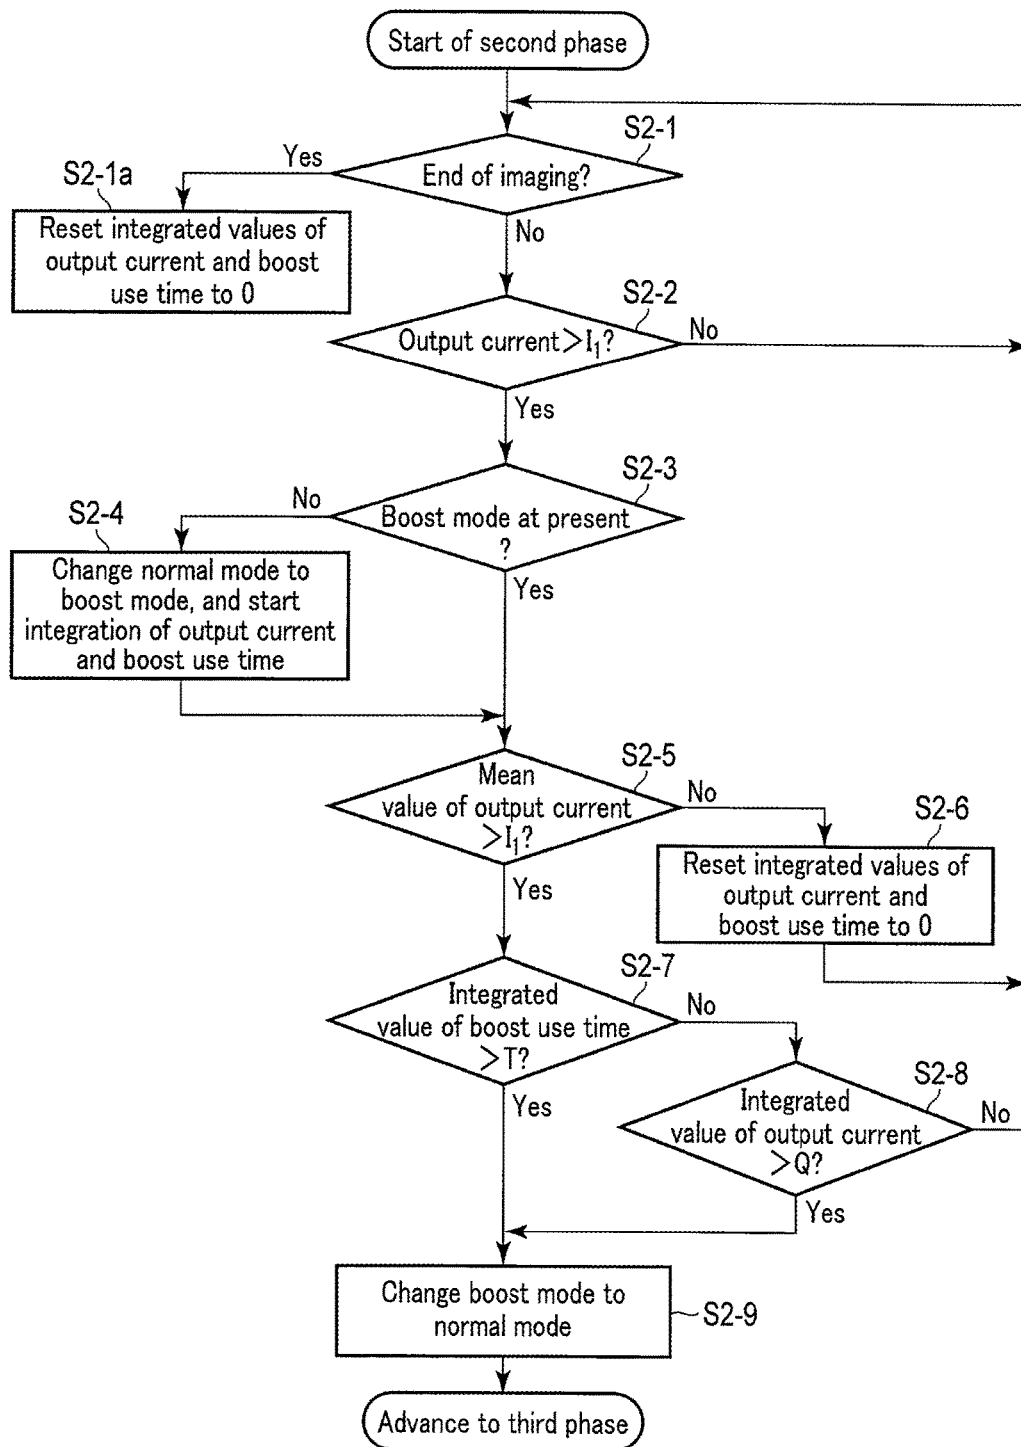 Start of second phase
S2-1
Yes
End of imaging?
S2-1a
Reset integrated values of
output current and boost
use time to 0
No
S2-2
Output current>I₁?
No
Yes
S2-3
No
Boost mode at present
?
S2-4
Yes
Change normal mode to
boost mode, and start
integration of output current
and boost use time
S2-5
Mean
value of output current
>I₁?
No
S2-6
Yes
Reset integrated values of
output current and
boost use time to 0
S2-7
Integrated
value of boost use time
>T?
No
Yes
S2-8
Integrated
value of output current
>Q?
No
Yes
Change boost mode to
normal mode
S2-9
Advance to third phase